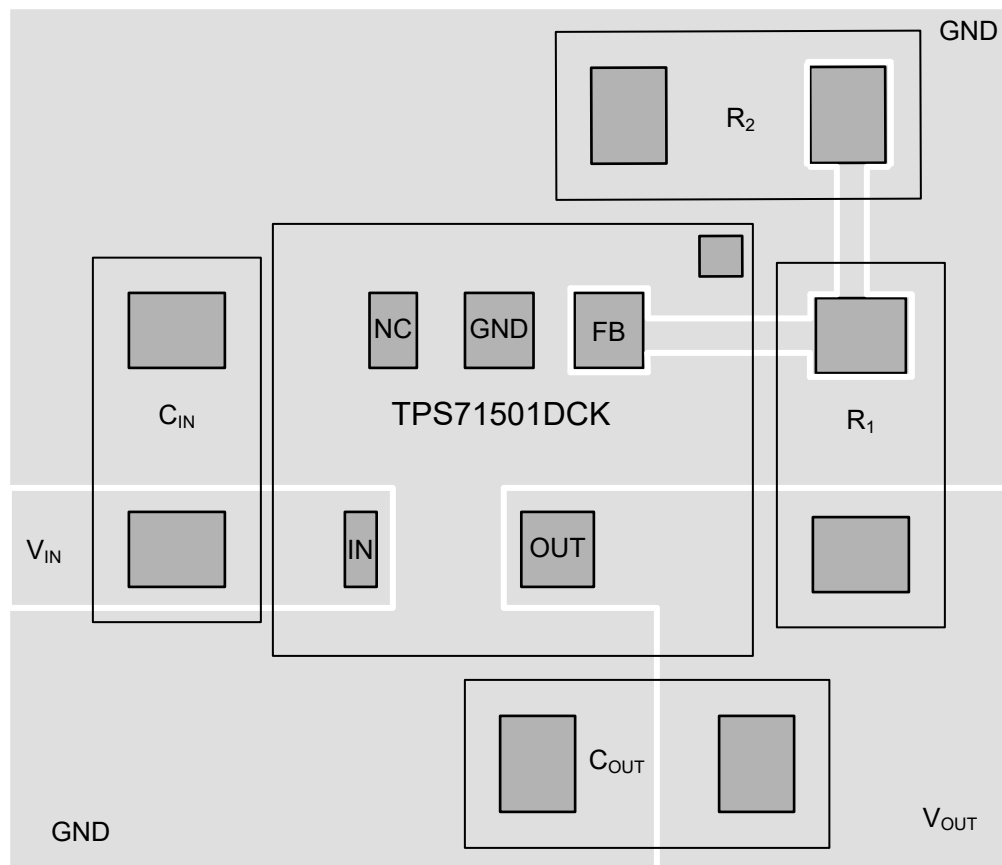 GND
R2
NC
GND
FB
TPS71501DCK
CIN
R1
VIN
IN
OUT
COUT
VOUT
GND